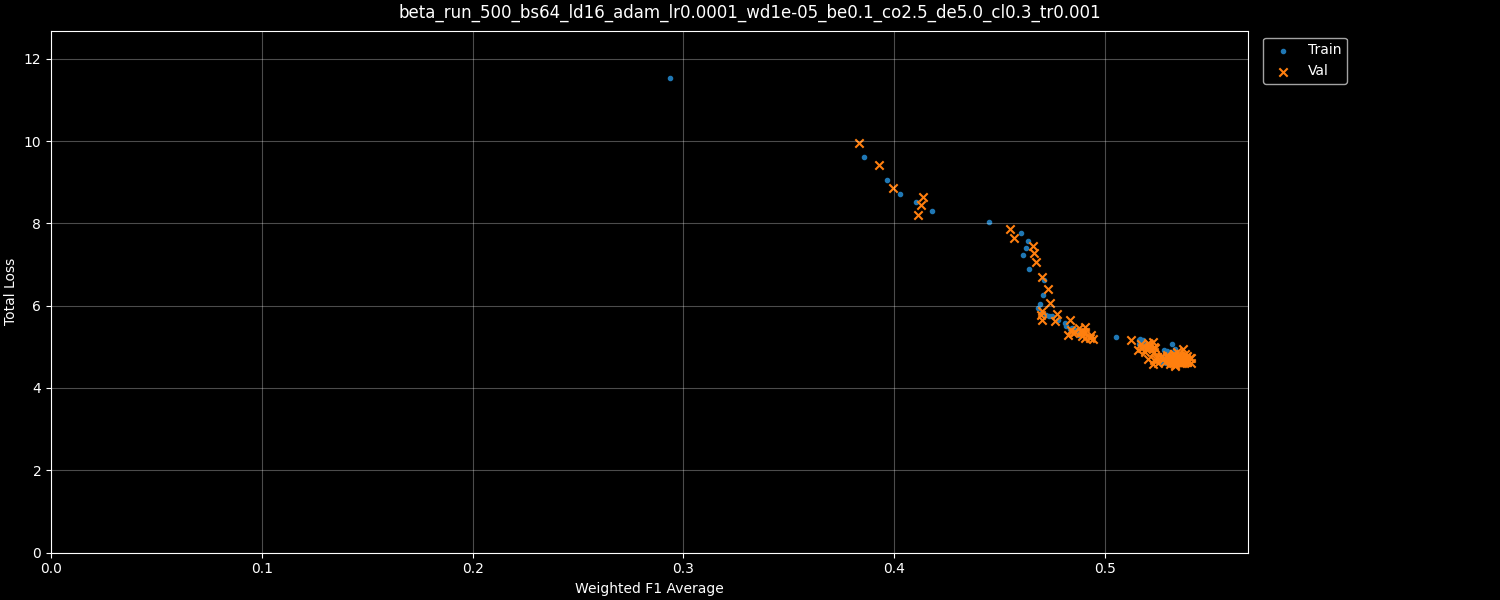 beta_run_500_bs64_ld16_adam_lr0.0001_wd1e-05_be0.1_co2.5_de5.0_cl0.3_tr0.001
Train
Val
12
10
8
6
4
2
0
Total Loss
0.0 0.1 0.2 0.3 0.4 0.5
Weighted F1 Average